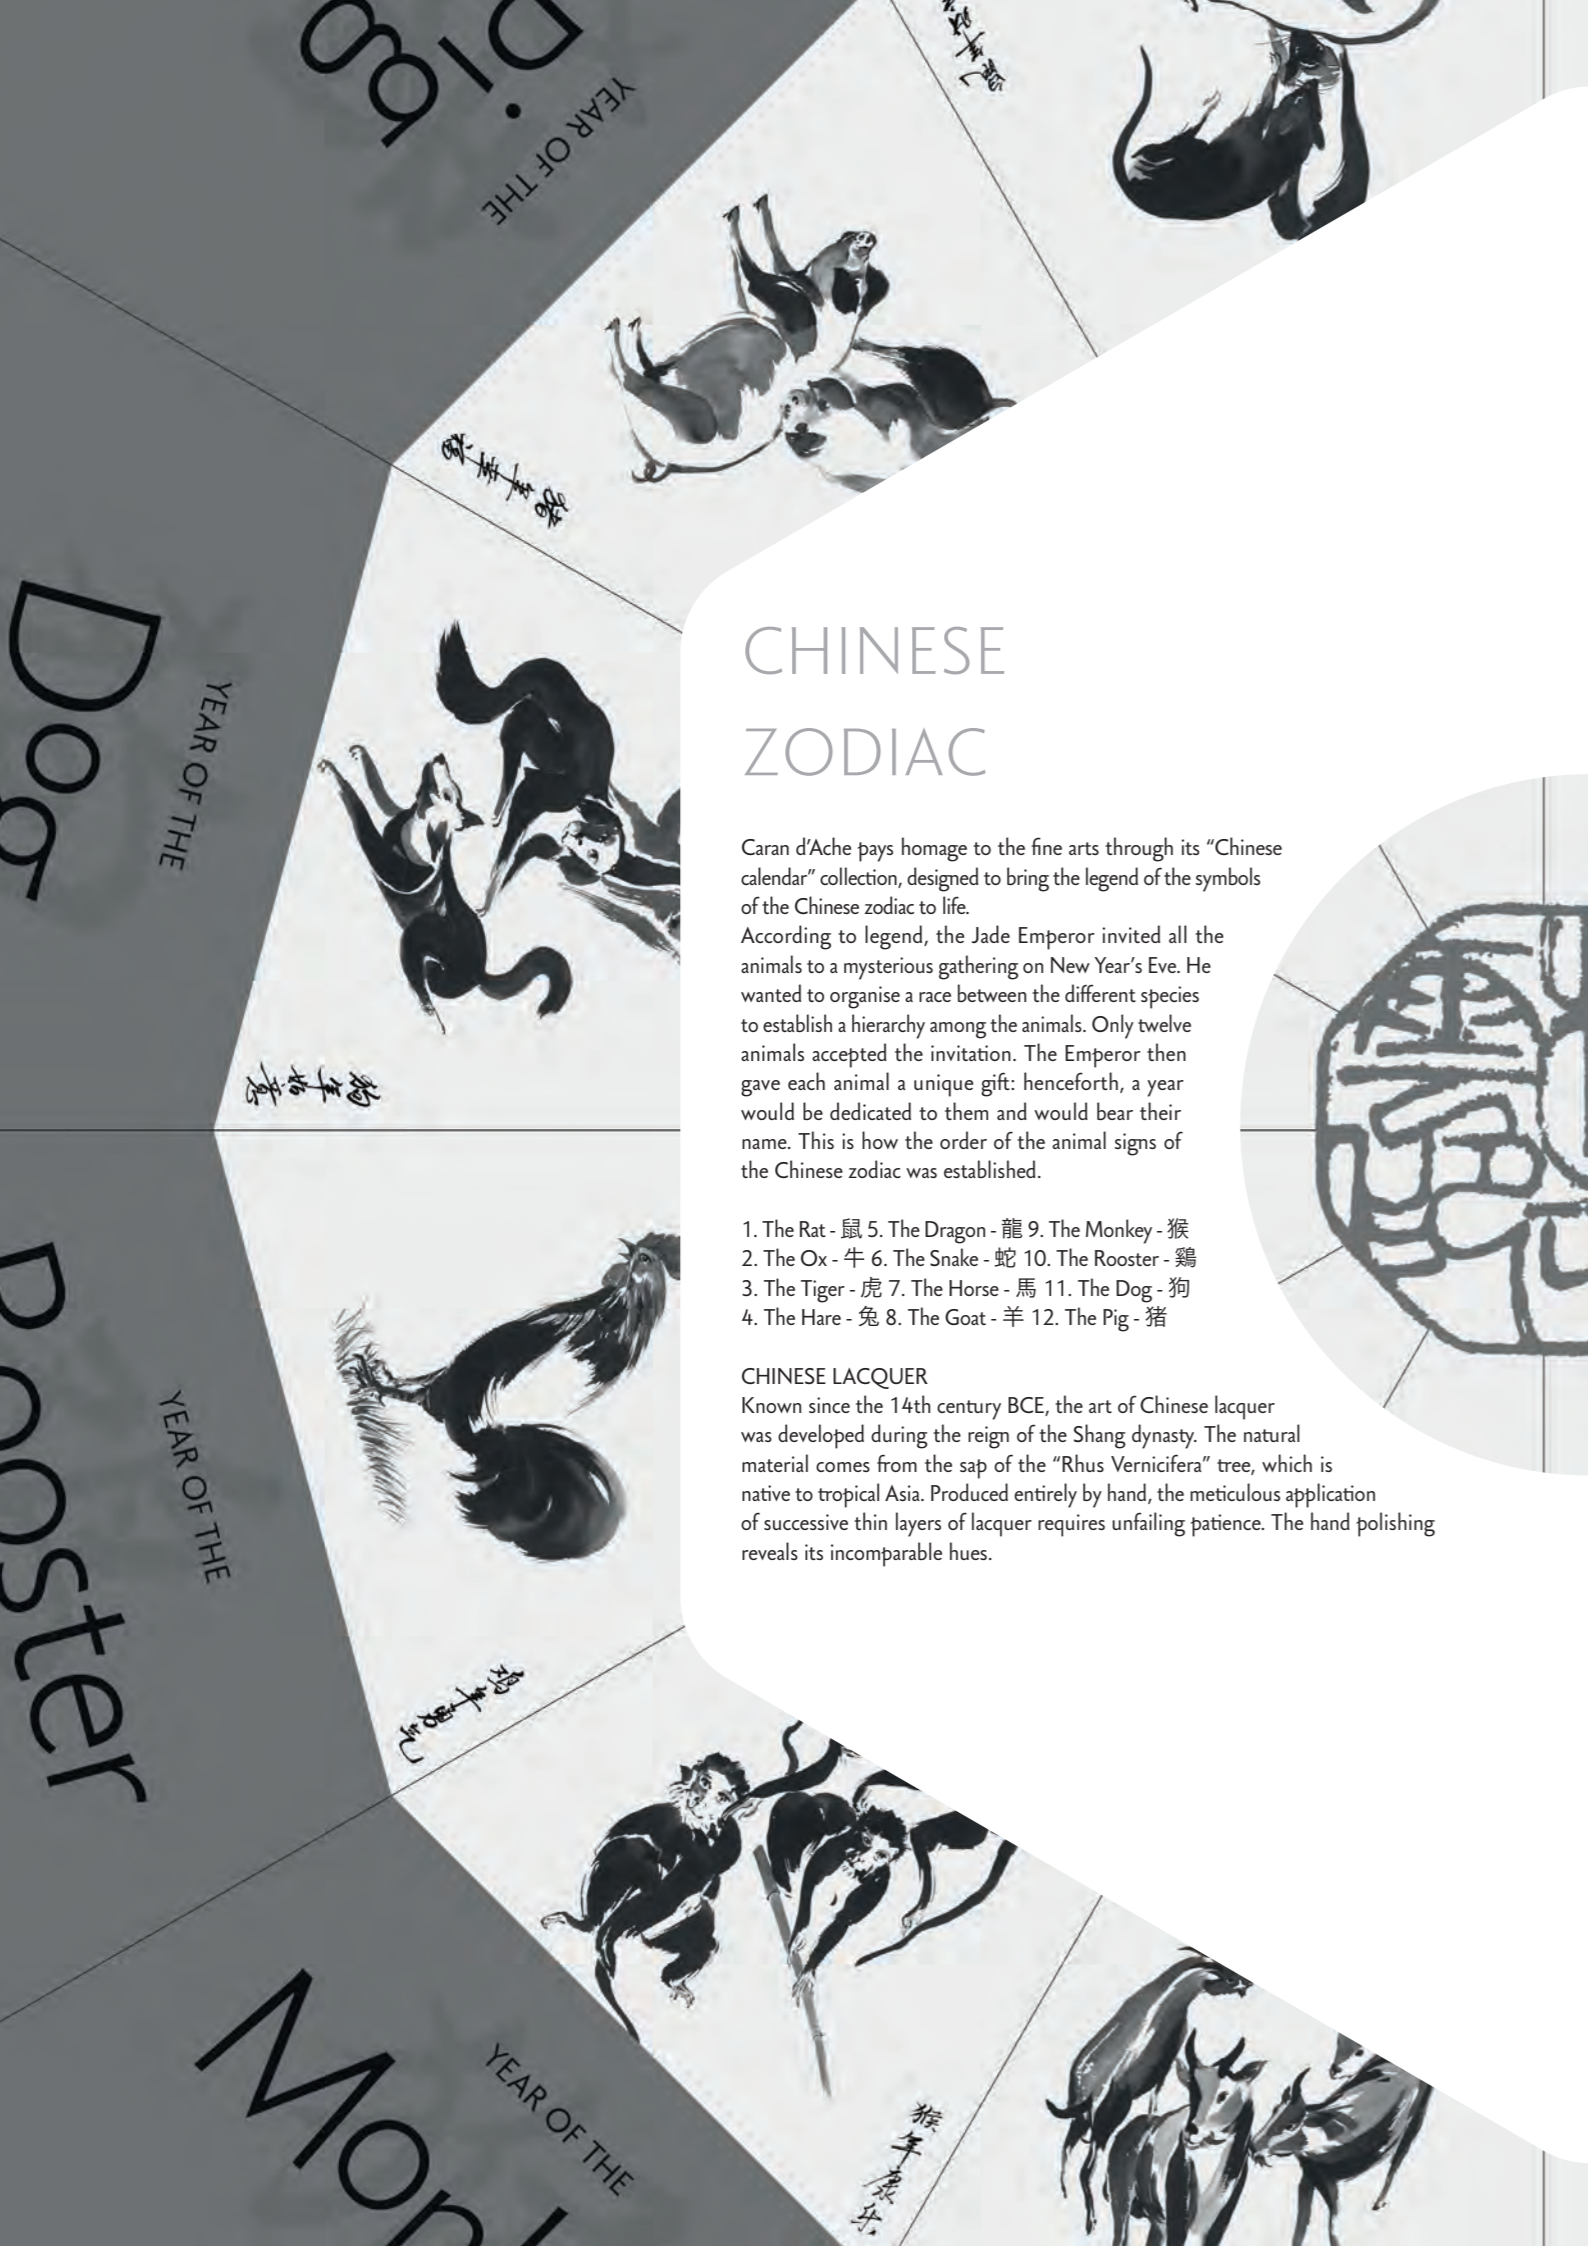 Pig
YEAR OF THE
Dog
YEAR OF THE
Rooster
YEAR OF THE
YEAR OF THE
猴年康乐
CHINESE
ZODIAC
Caran d’Ache pays homage to the fine arts through its “Chinese
calendar” collection, designed to bring the legend of the symbols
of the Chinese zodiac to life.
According to legend, the Jade Emperor invited all the
animals to a mysterious gathering on New Year’s Eve. He
wanted to organise a race between the different species
to establish a hierarchy among the animals. Only twelve
animals accepted the invitation. The Emperor then
gave each animal a unique gift: henceforth, a year
would be dedicated to them and would bear their
name. This is how the order of the animal signs of
the Chinese zodiac was established.
1. The Rat - 鼠 5. The Dragon - 龍 9. The Monkey - 猴
2. The Ox - 牛 6. The Snake - 蛇 10. The Rooster - 鷄
3. The Tiger - 虎 7. The Horse - 馬 11. The Dog - 狗
4. The Hare - 兔 8. The Goat - 羊 12. The Pig - 猪
CHINESE LACQUER
Known since the 14th century BCE, the art of Chinese lacquer
was developed during the reign of the Shang dynasty. The natural
material comes from the sap of the “Rhus Vernicifera” tree, which is
native to tropical Asia. Produced entirely by hand, the meticulous application
of successive thin layers of lacquer requires unfailing patience. The hand polishing
reveals its incomparable hues.